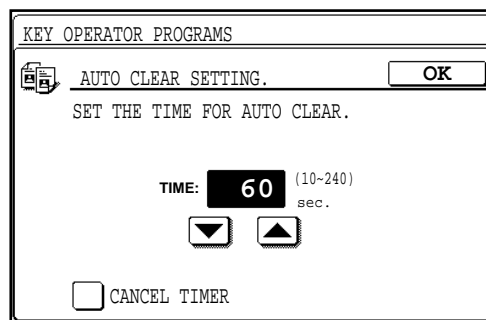 KEY OPERATOR PROGRAMS
AUTO CLEAR SETTING.
OK
SET THE TIME FOR AUTO CLEAR.
TIME: 60 (10~240)
sec.
CANCEL TIMER